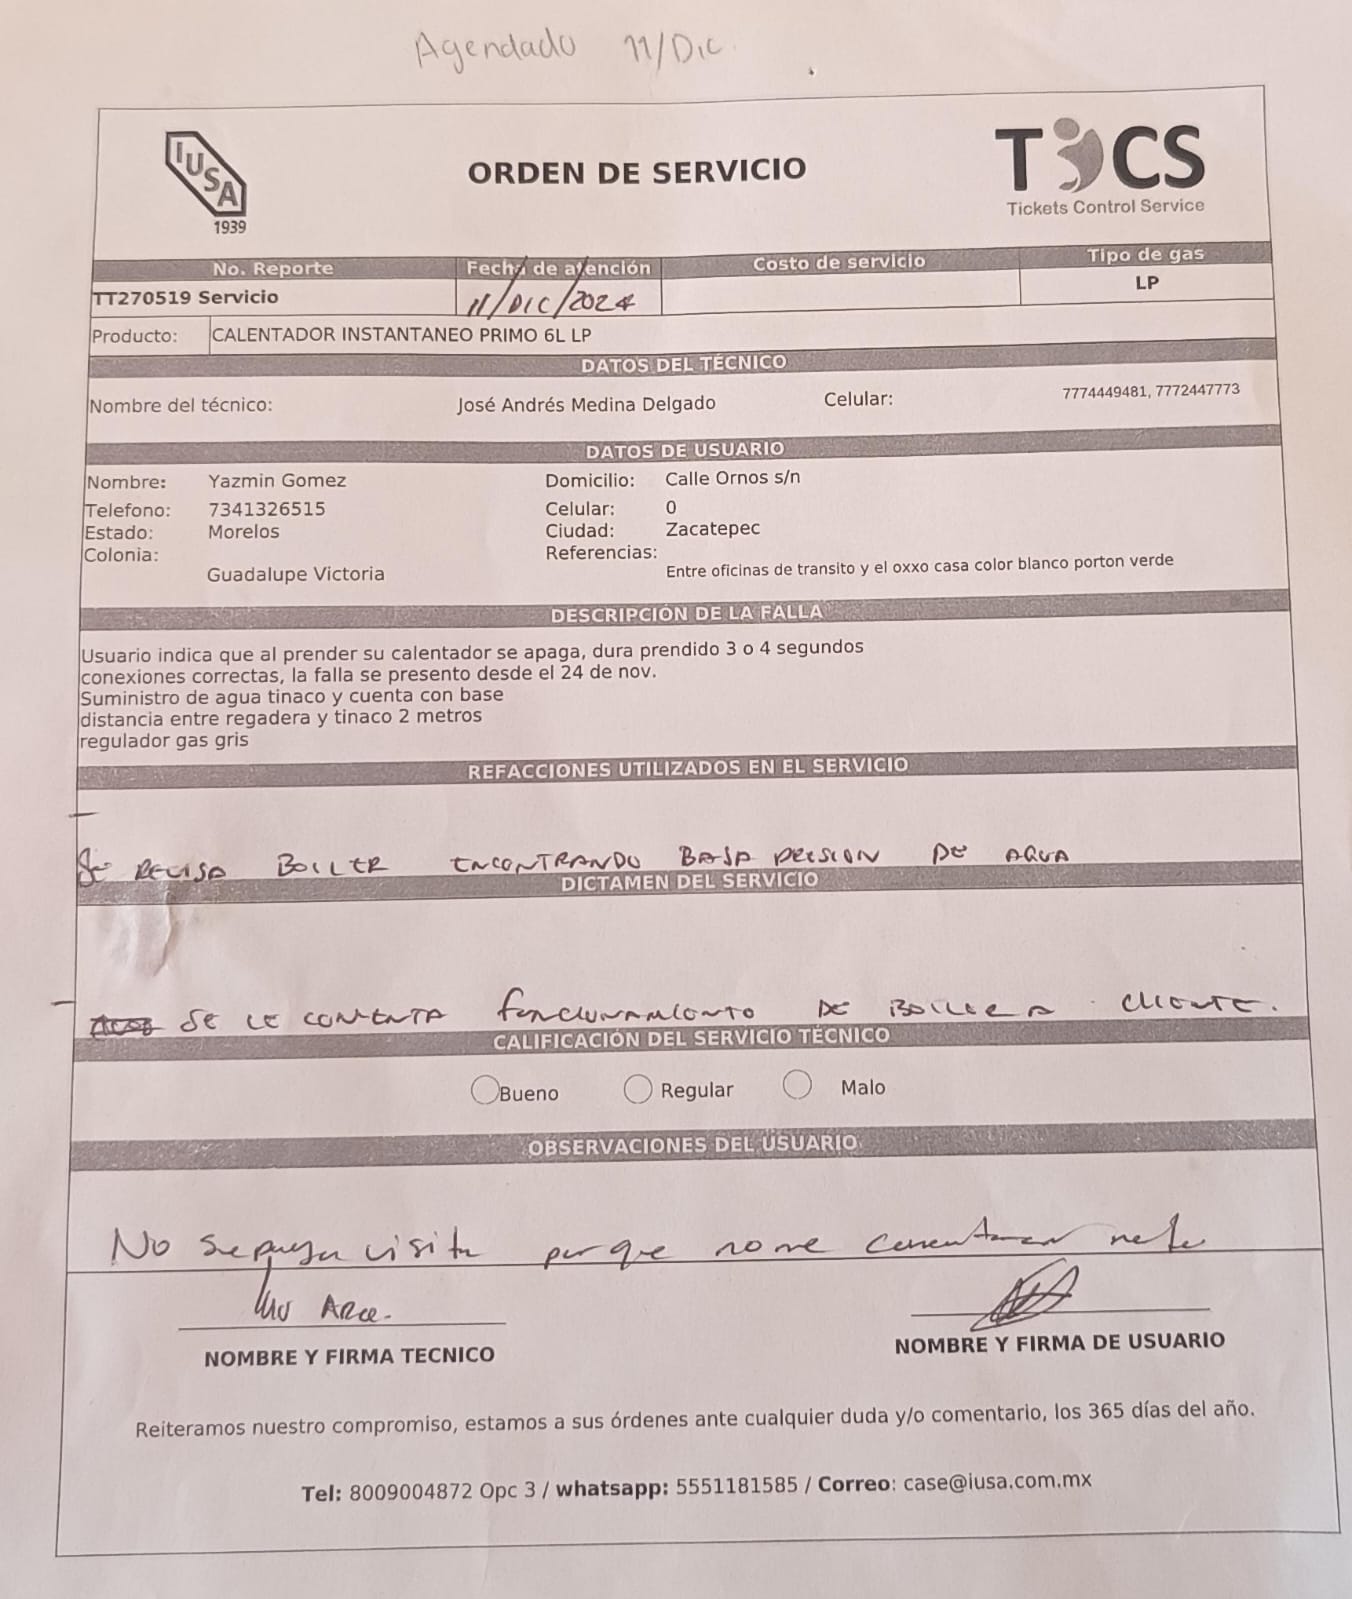 Agendado 11/Dic.
IUSA
1939
ORDEN DE SERVICIO
TCS
Tickets Control Service
No. Reporte Fecha de atención Costo de servicio Tipo de gas
TT270519 Servicio 11/DIC/2024 LP
Producto: CALENTADOR INSTANTANEO PRIMO 6L LP
DATOS DEL TÉCNICO
Nombre del técnico: José Andrés Medina Delgado Celular: 7774449481, 7772447773
DATOS DE USUARIO
Nombre: Yazmin Gomez Domicilio: Calle Ornos s/n
Telefono: 7341326515 Celular: 0
Estado: Morelos Ciudad: Zacatepec
Colonia: Guadalupe Victoria Referencias: Entre oficinas de transito y el oxxo casa color blanco porton verde
DESCRIPCIÓN DE LA FALLA
Usuario indica que al prender su calentador se apaga, dura prendido 3 o 4 segundos
conexiones correctas, la falla se presento desde el 24 de nov.
Suministro de agua tinaco y cuenta con base
distancia entre regadera y tinaco 2 metros
regulador gas gris
REFACCIONES UTILIZADOS EN EL SERVICIO
SE REVISA BOILER ENCONTRANDO BAJA PRESION DE AQUA
DICTAMEN DEL SERVICIO
SE LE COMENTA funcionamiento DE BOILER A CLIENTE.
CALIFICACIÓN DEL SERVICIO TÉCNICO
Bueno Regular Malo
OBSERVACIONES DEL USUARIO
No se paga visita por que no me comentaron
Arce.
NOMBRE Y FIRMA TECNICO NOMBRE Y FIRMA DE USUARIO
Reiteramos nuestro compromiso, estamos a sus órdenes ante cualquier duda y/o comentario, los 365 días del año.
Tel: 8009004872 Opc 3 / whatsapp: 5551181585 / Correo: case@iusa.com.mx